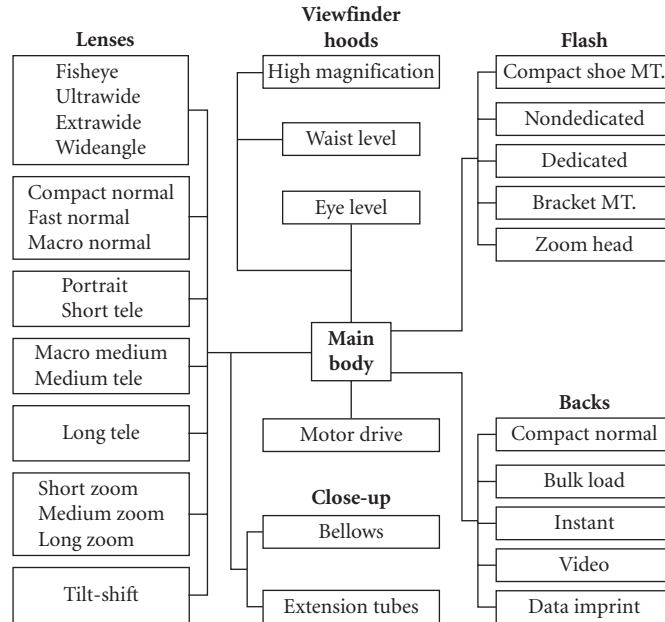 Lenses
Fisheye
Ultrawide
Extrawide
Wideangle
Compact normal
Fast normal
Macro normal
Portrait
Short tele
Macro medium
Medium tele
Long tele
Short zoom
Medium zoom
Long zoom
Tilt-shift
Viewfinder
hoods
High magnification
Waist level
Eye level
Main
body
Motor drive
Close-up
Bellows
Extension tubes
Flash
Compact shoe MT.
Nondedicated
Dedicated
Bracket MT.
Zoom head
Backs
Compact normal
Bulk load
Instant
Video
Data imprint